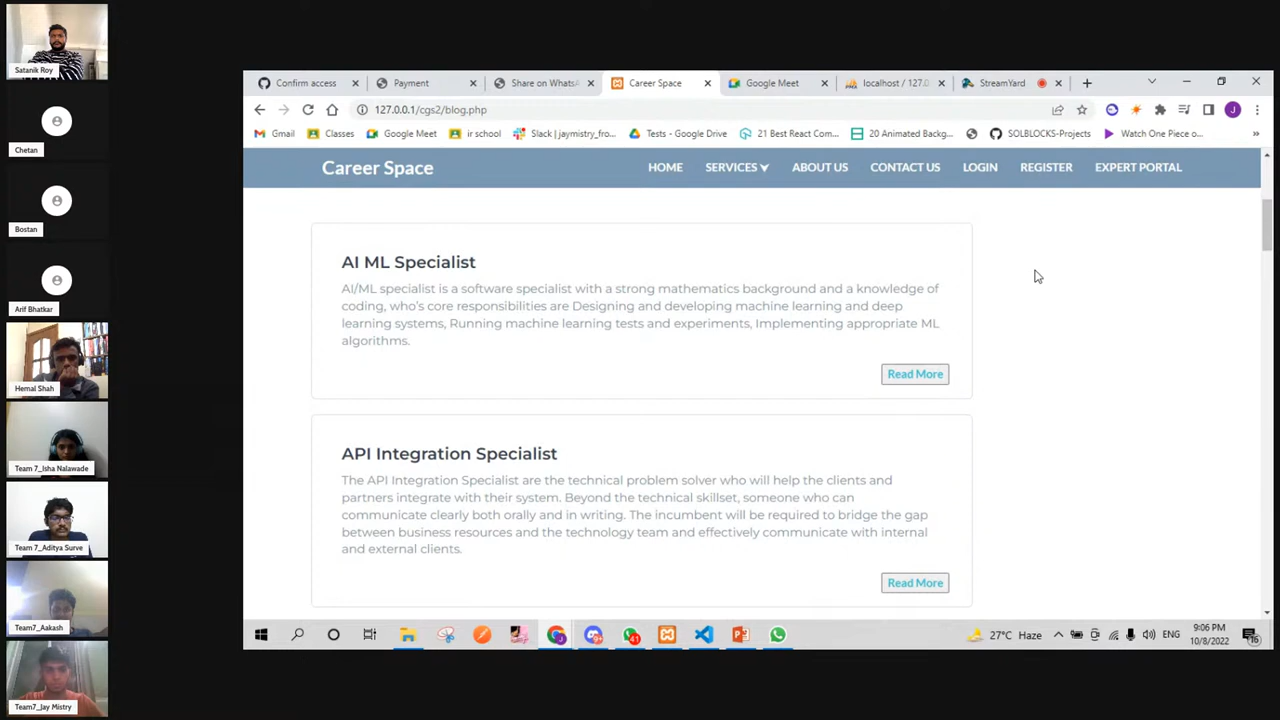 Satanik Roy
Chetan
Bostan
Arif Bhatkar
Hemal Shah
Team 7_Isha Nalawade
Team 7_Aditya Surve
Team7_Aakash
Team7_Jay Mistry
Confirm access
Payment
Share on WhatsA
Career Space
Google Meet
localhost / 127.0
StreamYard
127.0.0.1/cgs2/blog.php
J
Gmail
Classes
Google Meet
ir school
Slack | jaymistry_fro...
Tests - Google Drive
21 Best React Com...
20 Animated Backg...
SOLBLOCKS-Projects
Watch One Piece o...
Career Space
HOME
SERVICES
ABOUT US
CONTACT US
LOGIN
REGISTER
EXPERT PORTAL
AI ML Specialist
AI/ML specialist is a software specialist with a strong mathematics background and a knowledge of
coding, who's core responsibilities are Designing and developing machine learning and deep
learning systems, Running machine learning tests and experiments, Implementing appropriate ML
algorithms.
Read More
API Integration Specialist
The API Integration Specialist are the technical problem solver who will help the clients and
partners integrate with their system. Beyond the technical skillset, someone who can
communicate clearly both orally and in writing. The incumbent will be required to bridge the gap
between business resources and the technology team and effectively communicate with internal
and external clients.
Read More
41
27°C Haze
ENG
9:06 PM
10/8/2022